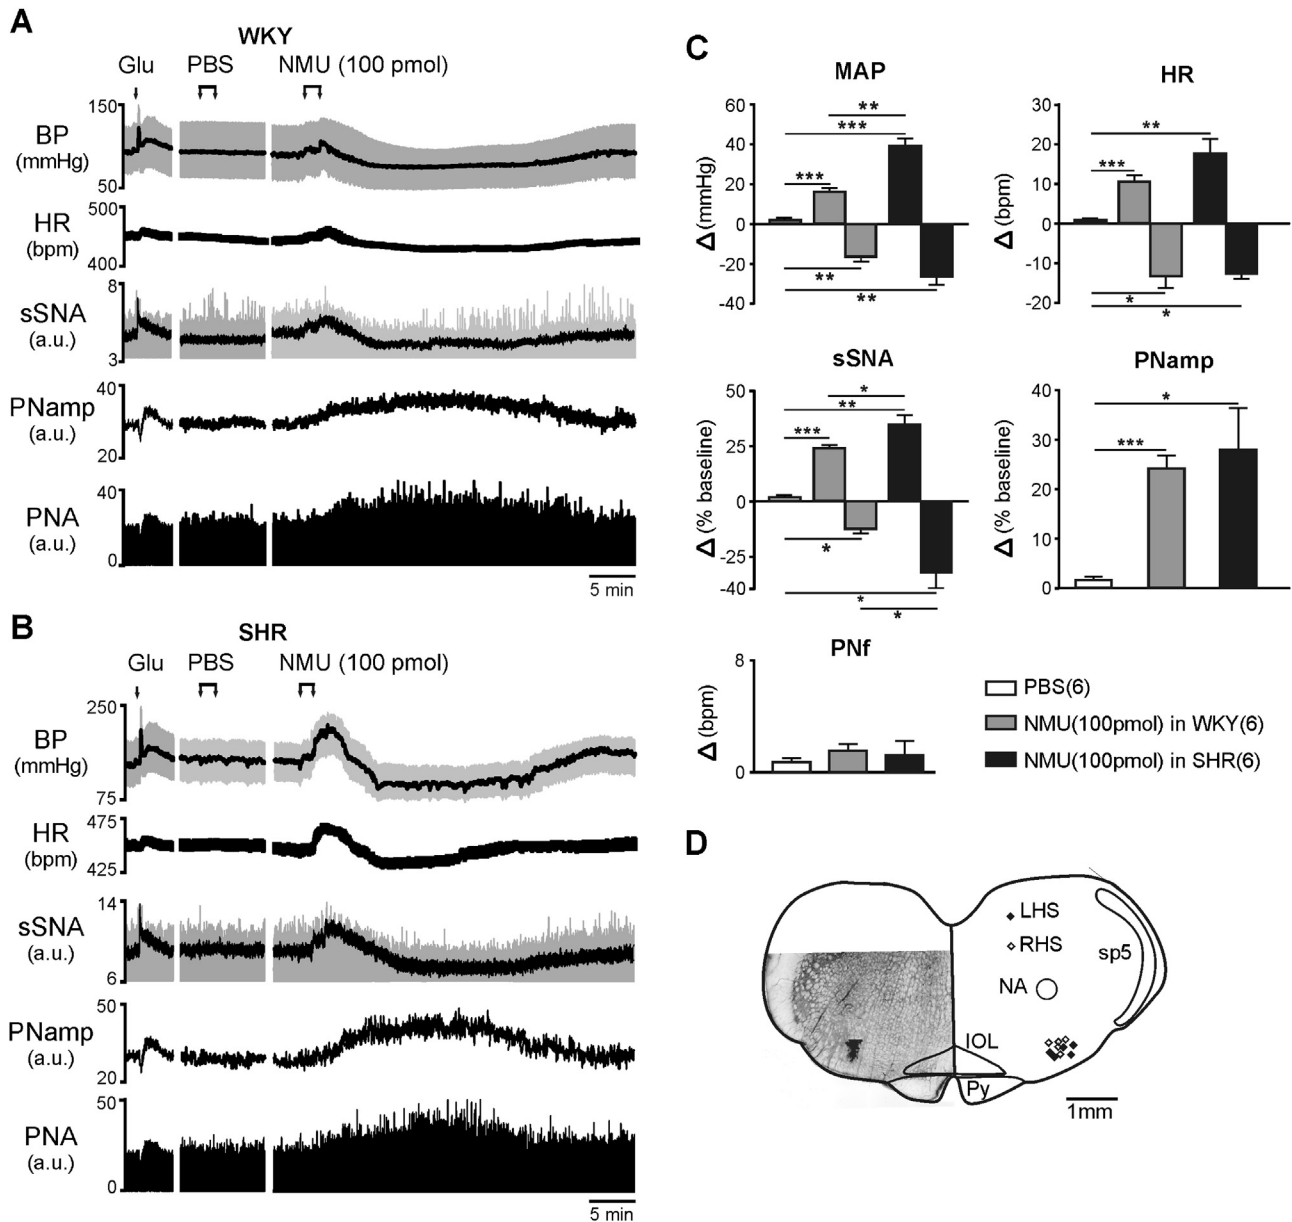 A
WKY
Glu PBS NMU (100 pmol)
150
BP
(mmHg)
50
500
HR
(bpm)
400
8
sSNA
(a.u.)
3
40
PNamp
(a.u.)
20
40
PNA
(a.u.)
0
5 min
B
SHR
Glu PBS NMU (100 pmol)
250
BP
(mmHg)
75
475
HR
(bpm)
425
14
sSNA
(a.u.)
6
50
PNamp
(a.u.)
20
50
PNA
(a.u.)
0
5 min
C
MAP
Δ (mmHg)
60
40
20
0
-20
-40
**
***
***
**
**
HR
Δ (bpm)
30
20
10
0
-10
-20
**
***
*
*
sSNA
Δ (% baseline)
50
25
0
-25
-40
*
**
***
*
*
*
PNamp
Δ (% baseline)
40
30
20
10
0
*
***
PNf
Δ (bpm)
8
0
PBS(6)
NMU(100pmol) in WKY(6)
NMU(100pmol) in SHR(6)
D
LHS
RHS
sp5
NA
IOL
Py
1mm